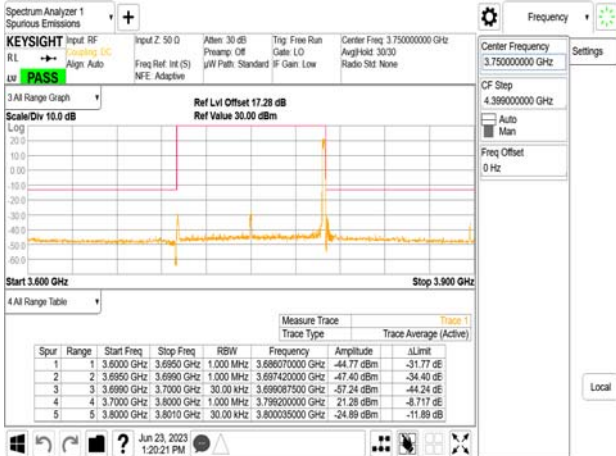 Spectrum Analyzer 1
Spurious Emissions
+
Frequency
KEYSIGHT
Input: RF
Coupling: DC
Align: Auto
RL
LW
PASS
Input Z: 50 Ω
Freq Ref: Int (S)
NFE: Adaptive
Atten: 30 dB
Preamp: Off
µW Path: Standard
Trig: Free Run
Gate: LO
IF Gain: Low
Center Freq: 3.750000000 GHz
Avg|Hold: 30/30
Radio Std: None
Center Frequency
3.750000000 GHz
Settings
CF Step
4.399000000 GHz
Auto
Man
Freq Offset
0 Hz
Local
3 All Range Graph
Scale/Div 10.0 dB
Ref Lvl Offset 17.28 dB
Ref Value 30.00 dBm
Log
20.0
10.0
0.00
-10.0
-20.0
-30.0
-40.0
-50.0
-60.0
Start 3.600 GHz
Stop 3.900 GHz
4 All Range Table
Measure Trace Trace 1
Trace Type Trace Average (Active)
Spur Range Start Freq Stop Freq RBW Frequency Amplitude ΔLimit
1 1 3.6000 GHz 3.6950 GHz 1.000 MHz 3.686070000 GHz -44.77 dBm -31.77 dB
2 2 3.6950 GHz 3.6990 GHz 1.000 MHz 3.697420000 GHz -47.40 dBm -34.40 dB
3 3 3.6990 GHz 3.7000 GHz 30.00 kHz 3.699087500 GHz -57.24 dBm -44.24 dB
4 4 3.7000 GHz 3.8000 GHz 1.000 MHz 3.799200000 GHz 21.28 dBm -8.717 dB
5 5 3.8000 GHz 3.8010 GHz 30.00 kHz 3.800035000 GHz -24.89 dBm -11.89 dB
?
Jun 23, 2023
1:20:21 PM